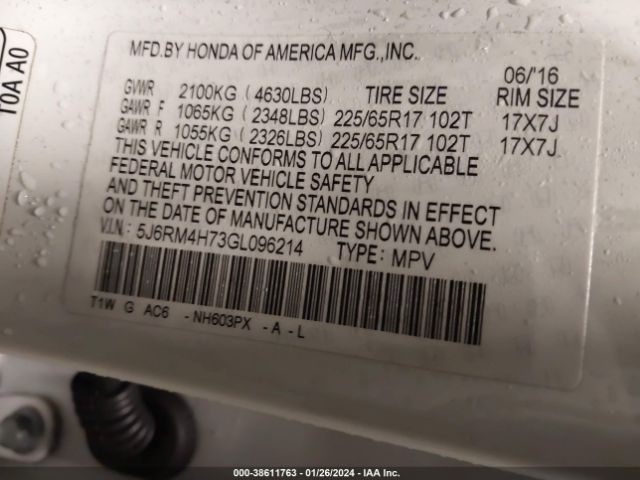 T0A A0
MFD.BY HONDA OF AMERICA MFG.,INC. 06/'16
GVWR 2100KG ( 4630LBS) TIRE SIZE RIM SIZE
GAWR F 1065KG ( 2348LBS) 225/65R17 102T 17X7J
GAWR R 1055KG ( 2326LBS) 225/65R17 102T 17X7J
THIS VEHICLE CONFORMS TO ALL APPLICABLE
FEDERAL MOTOR VEHICLE SAFETY
AND THEFT PREVENTION STANDARDS IN EFFECT
ON THE DATE OF MANUFACTURE SHOWN ABOVE.
V.I.N.: 5J6RM4H73GL096214 TYPE: MPV
T1W G AC6 -NH603PX -A-L
000-38611763 - 01/26/2024 - IAA Inc.